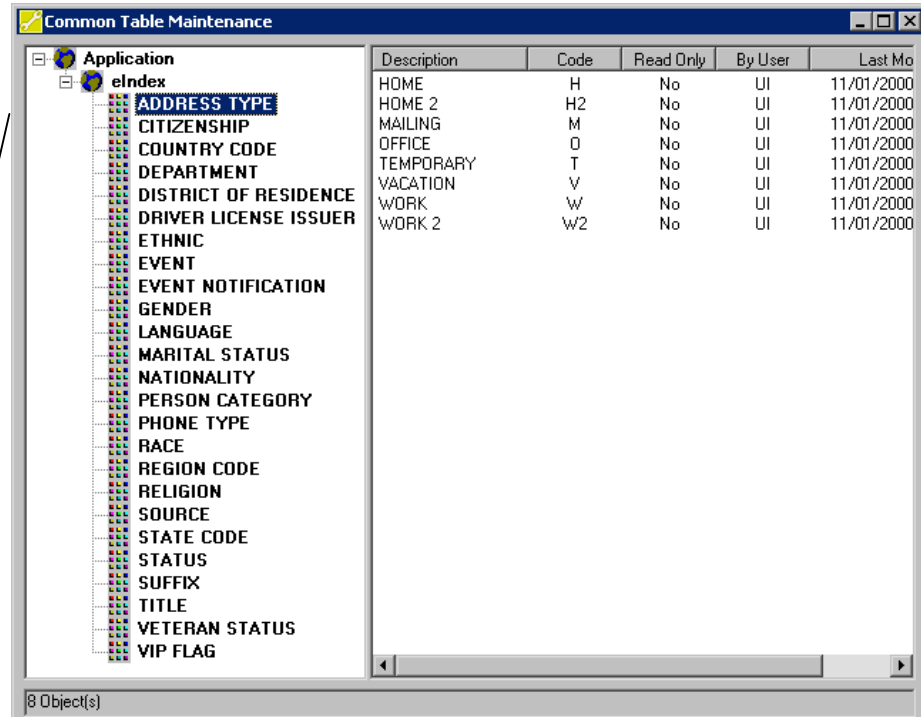 Common Table Maintenance
Application
eIndex
ADDRESS TYPE
CITIZENSHIP
COUNTRY CODE
DEPARTMENT
DISTRICT OF RESIDENCE
DRIVER LICENSE ISSUER
ETHNIC
EVENT
EVENT NOTIFICATION
GENDER
LANGUAGE
MARITAL STATUS
NATIONALITY
PERSON CATEGORY
PHONE TYPE
RACE
REGION CODE
RELIGION
SOURCE
STATE CODE
STATUS
SUFFIX
TITLE
VETERAN STATUS
VIP FLAG
Description Code Read Only By User Last Mo
HOME H No UI 11/01/2000
HOME 2 H2 No UI 11/01/2000
MAILING M No UI 11/01/2000
OFFICE O No UI 11/01/2000
TEMPORARY T No UI 11/01/2000
VACATION V No UI 11/01/2000
WORK W No UI 11/01/2000
WORK 2 W2 No UI 11/01/2000
8 Object(s)